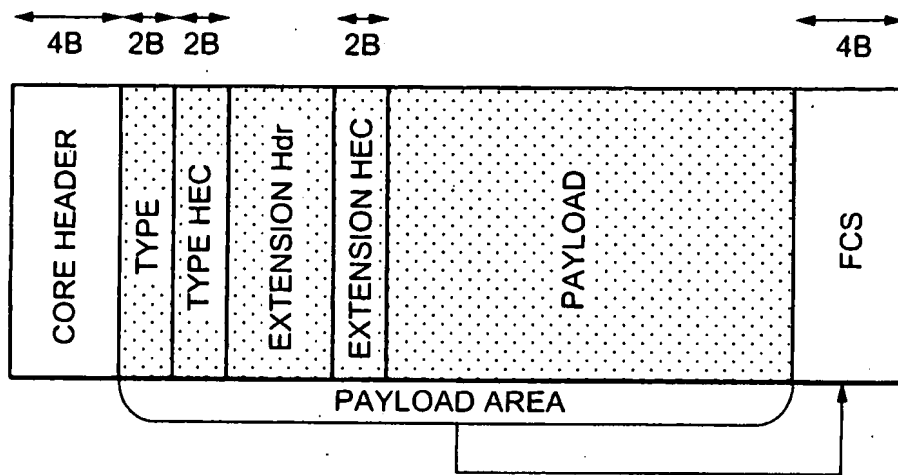 4B
2B
2B
2B
4B
CORE HEADER
TYPE
TYPE HEC
EXTENSION Hdr
EXTENSION HEC
PAYLOAD
FCS
PAYLOAD AREA